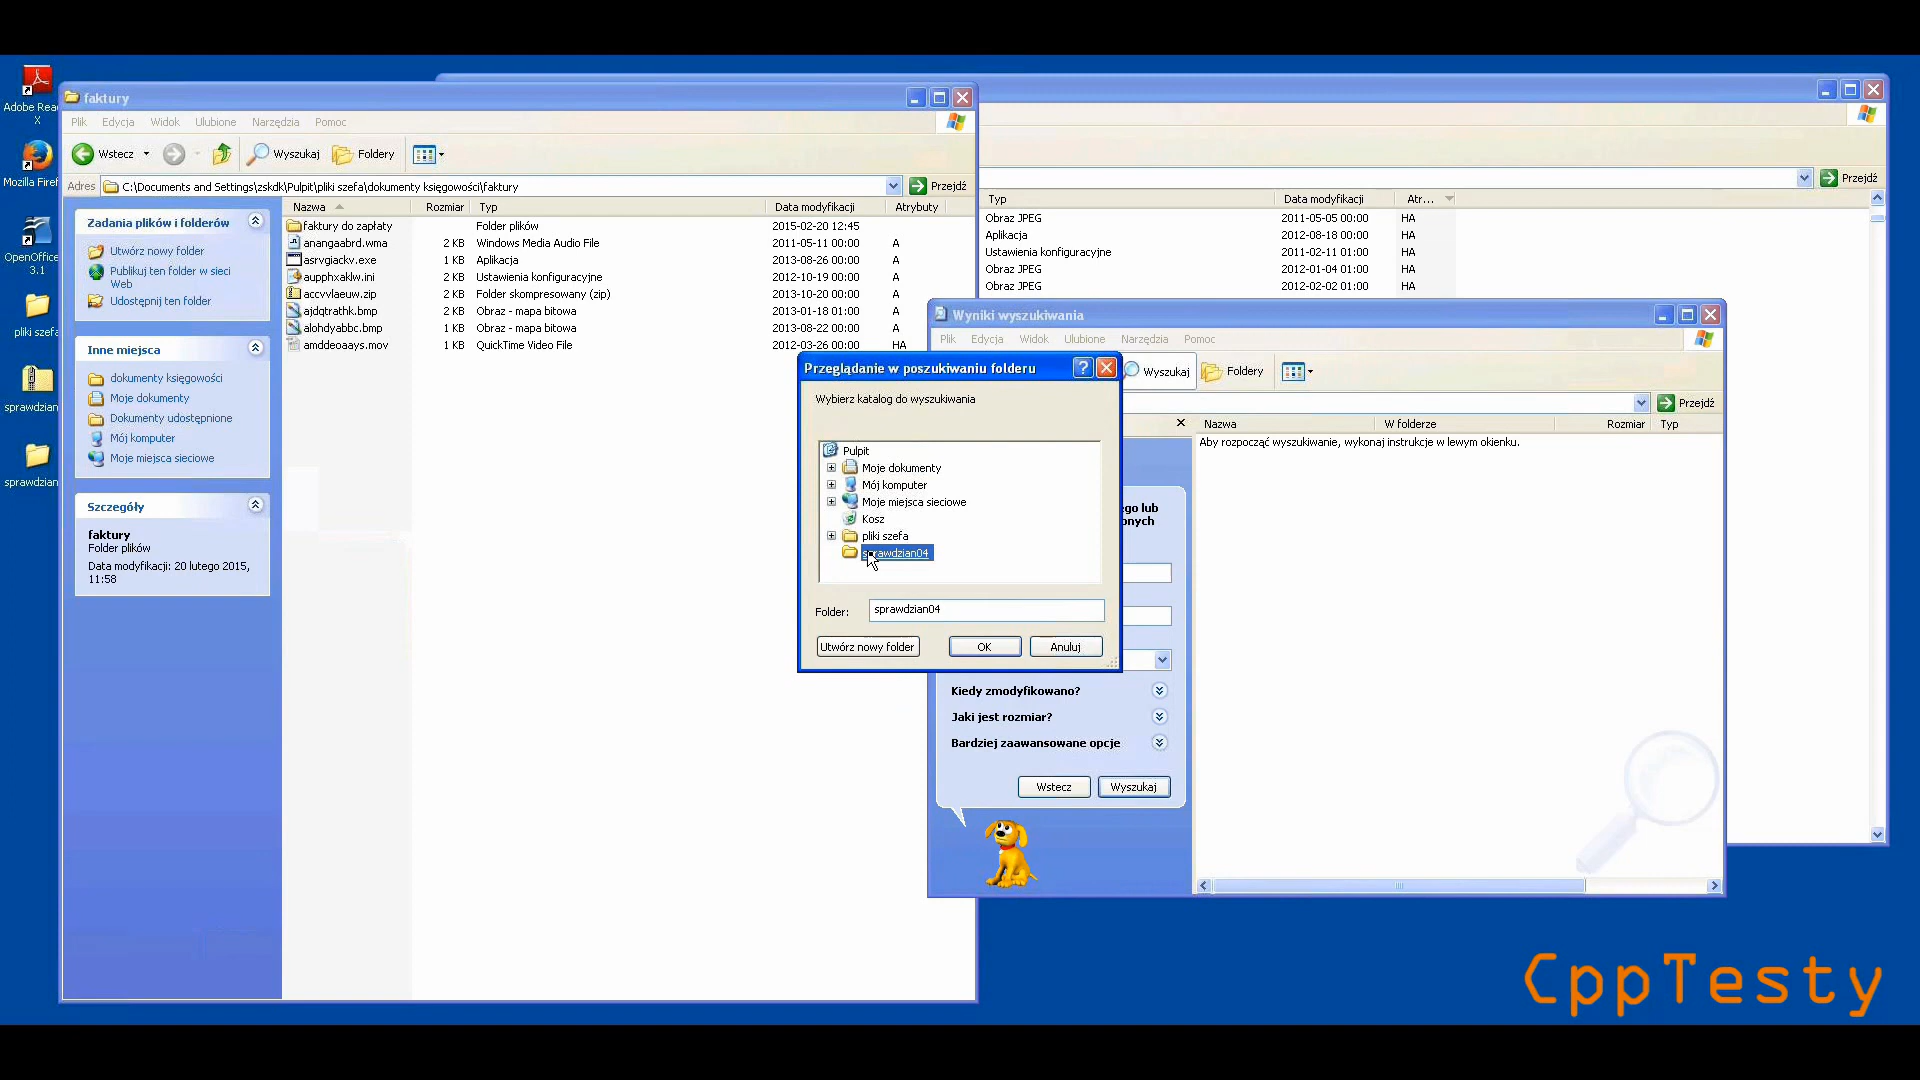 Adobe Rea
X
Mozilla Firef
OpenOffice
3.1
pliki szefa
sprawdzian
sprawdzian
faktury
Plik Edycja Widok Ulubione Narzędzia Pomoc
Wstecz Wyszukaj Foldery
Adres C:\Documents and Settings\zskdk\Pulpit\pliki szefa\dokumenty księgowości\faktury Przejdź
Zadania plików i folderów
Utwórz nowy folder
Publikuj ten folder w sieci
Web
Udostępnij ten folder
Inne miejsca
dokumenty księgowości
Moje dokumenty
Dokumenty udostępnione
Mój komputer
Moje miejsca sieciowe
Szczegóły
faktury
Folder plików
Data modyfikacji: 20 lutego 2015,
11:58
Nazwa Rozmiar Typ Data modyfikacji Atrybuty
faktury do zapłaty Folder plików 2015-02-20 12:45
anangaabrd.wma 2 KB Windows Media Audio File 2011-05-11 00:00 A
asrvgiackv.exe 1 KB Aplikacja 2013-08-26 00:00 A
aupphxaklw.ini 2 KB Ustawienia konfiguracyjne 2012-10-19 00:00 A
accvvlaeuw.zip 2 KB Folder skompresowany (zip) 2013-10-20 00:00 A
ajdqtrathk.bmp 2 KB Obraz - mapa bitowa 2013-01-18 01:00 A
alohdyabbc.bmp 1 KB Obraz - mapa bitowa 2013-08-22 00:00 A
amddeoaays.mov 1 KB QuickTime Video File 2012-03-26 00:00 HA
Przejdź
Typ Data modyfikacji Atr...
Obraz JPEG 2011-05-05 00:00 HA
Aplikacja 2012-08-18 00:00 HA
Ustawienia konfiguracyjne 2011-02-11 01:00 HA
Obraz JPEG 2012-01-04 01:00 HA
Obraz JPEG 2012-02-02 01:00 HA
Wyniki wyszukiwania
Plik Edycja Widok Ulubione Narzędzia Pomoc
Wyszukaj Foldery
Przejdź
Nazwa W folderze Rozmiar Typ
Aby rozpocząć wyszukiwanie, wykonaj instrukcje w lewym okienku.
ego lub
onych
Kiedy zmodyfikowano?
Jaki jest rozmiar?
Bardziej zaawansowane opcje
Wstecz Wyszukaj
Przeglądanie w poszukiwaniu folderu
Wybierz katalog do wyszukiwania
Pulpit
Moje dokumenty
Mój komputer
Moje miejsca sieciowe
Kosz
pliki szefa
sprawdzian04
Folder: sprawdzian04
Utwórz nowy folder OK Anuluj
CppTesty